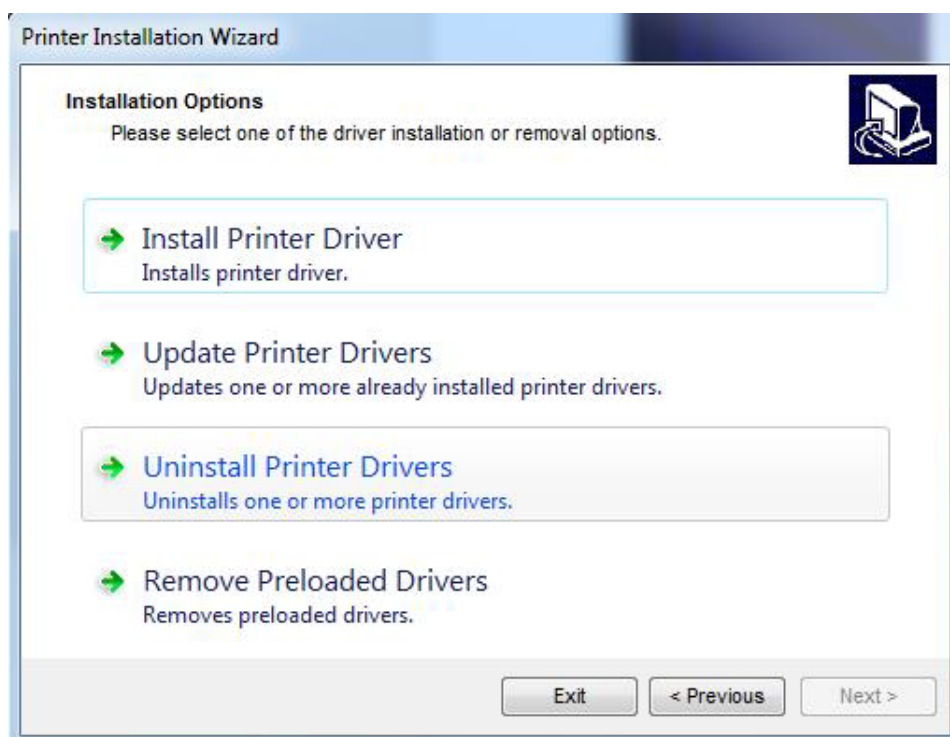 Printer Installation Wizard
Installation Options
Please select one of the driver installation or removal options.
Install Printer Driver
Installs printer driver.
Update Printer Drivers
Updates one or more already installed printer drivers.
Uninstall Printer Drivers
Uninstalls one or more printer drivers.
Remove Preloaded Drivers
Removes preloaded drivers.
Exit
< Previous
Next >